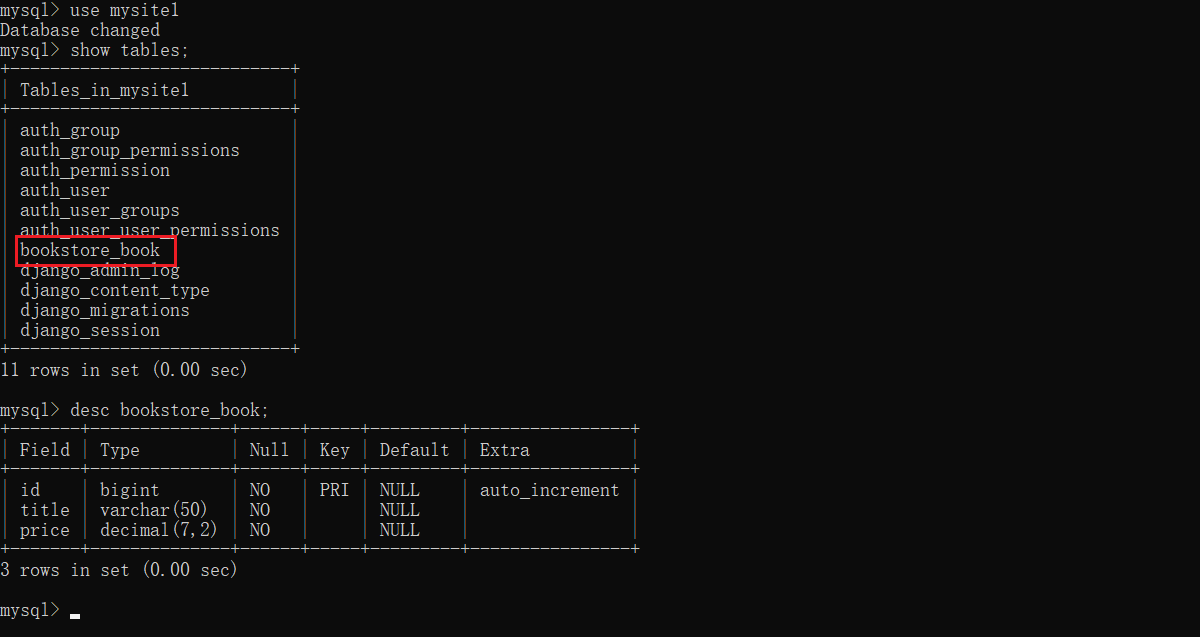 mysql> use mysite1
Database changed
mysql> show tables;
+----------------------------+
| Tables_in_mysite1          |
+----------------------------+
| auth_group                 |
| auth_group_permissions     |
| auth_permission            |
| auth_user                  |
| auth_user_groups           |
| auth_user_user_permissions |
| bookstore_book             |
| django_admin_log           |
| django_content_type        |
| django_migrations          |
| django_session             |
+----------------------------+
11 rows in set (0.00 sec)

mysql> desc bookstore_book;
+-------+--------------+------+-----+---------+----------------+
| Field | Type         | Null | Key | Default | Extra          |
+-------+--------------+------+-----+---------+----------------+
| id    | bigint       | NO   | PRI | NULL    | auto_increment |
| title | varchar(50)  | NO   |     | NULL    |                |
| price | decimal(7,2) | NO   |     | NULL    |                |
+-------+--------------+------+-----+---------+----------------+
3 rows in set (0.00 sec)

mysql>